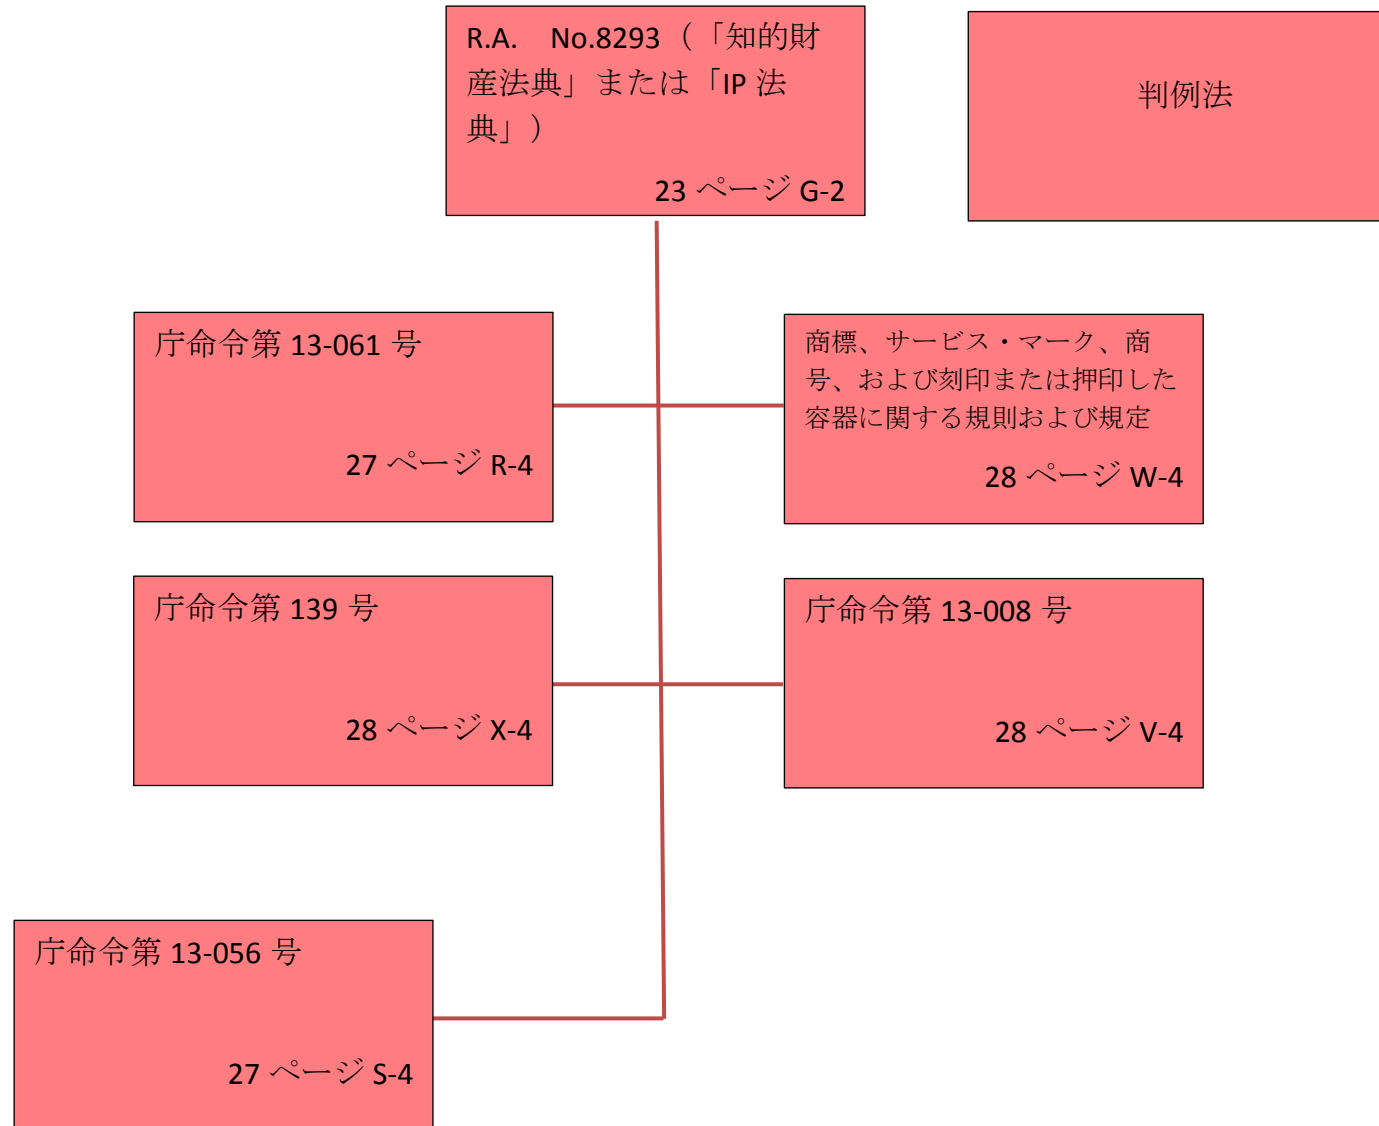 R.A. No.8293（「知的財
産法典」または「IP 法
典」）
23 ページ G-2
判例法
庁命令第 13-061 号
27 ページ R-4
商標、サービス・マーク、商
号、および刻印または押印した
容器に関する規則および規定
28 ページ W-4
庁命令第 139 号
28 ページ X-4
庁命令第 13-008 号
28 ページ V-4
庁命令第 13-056 号
27 ページ S-4